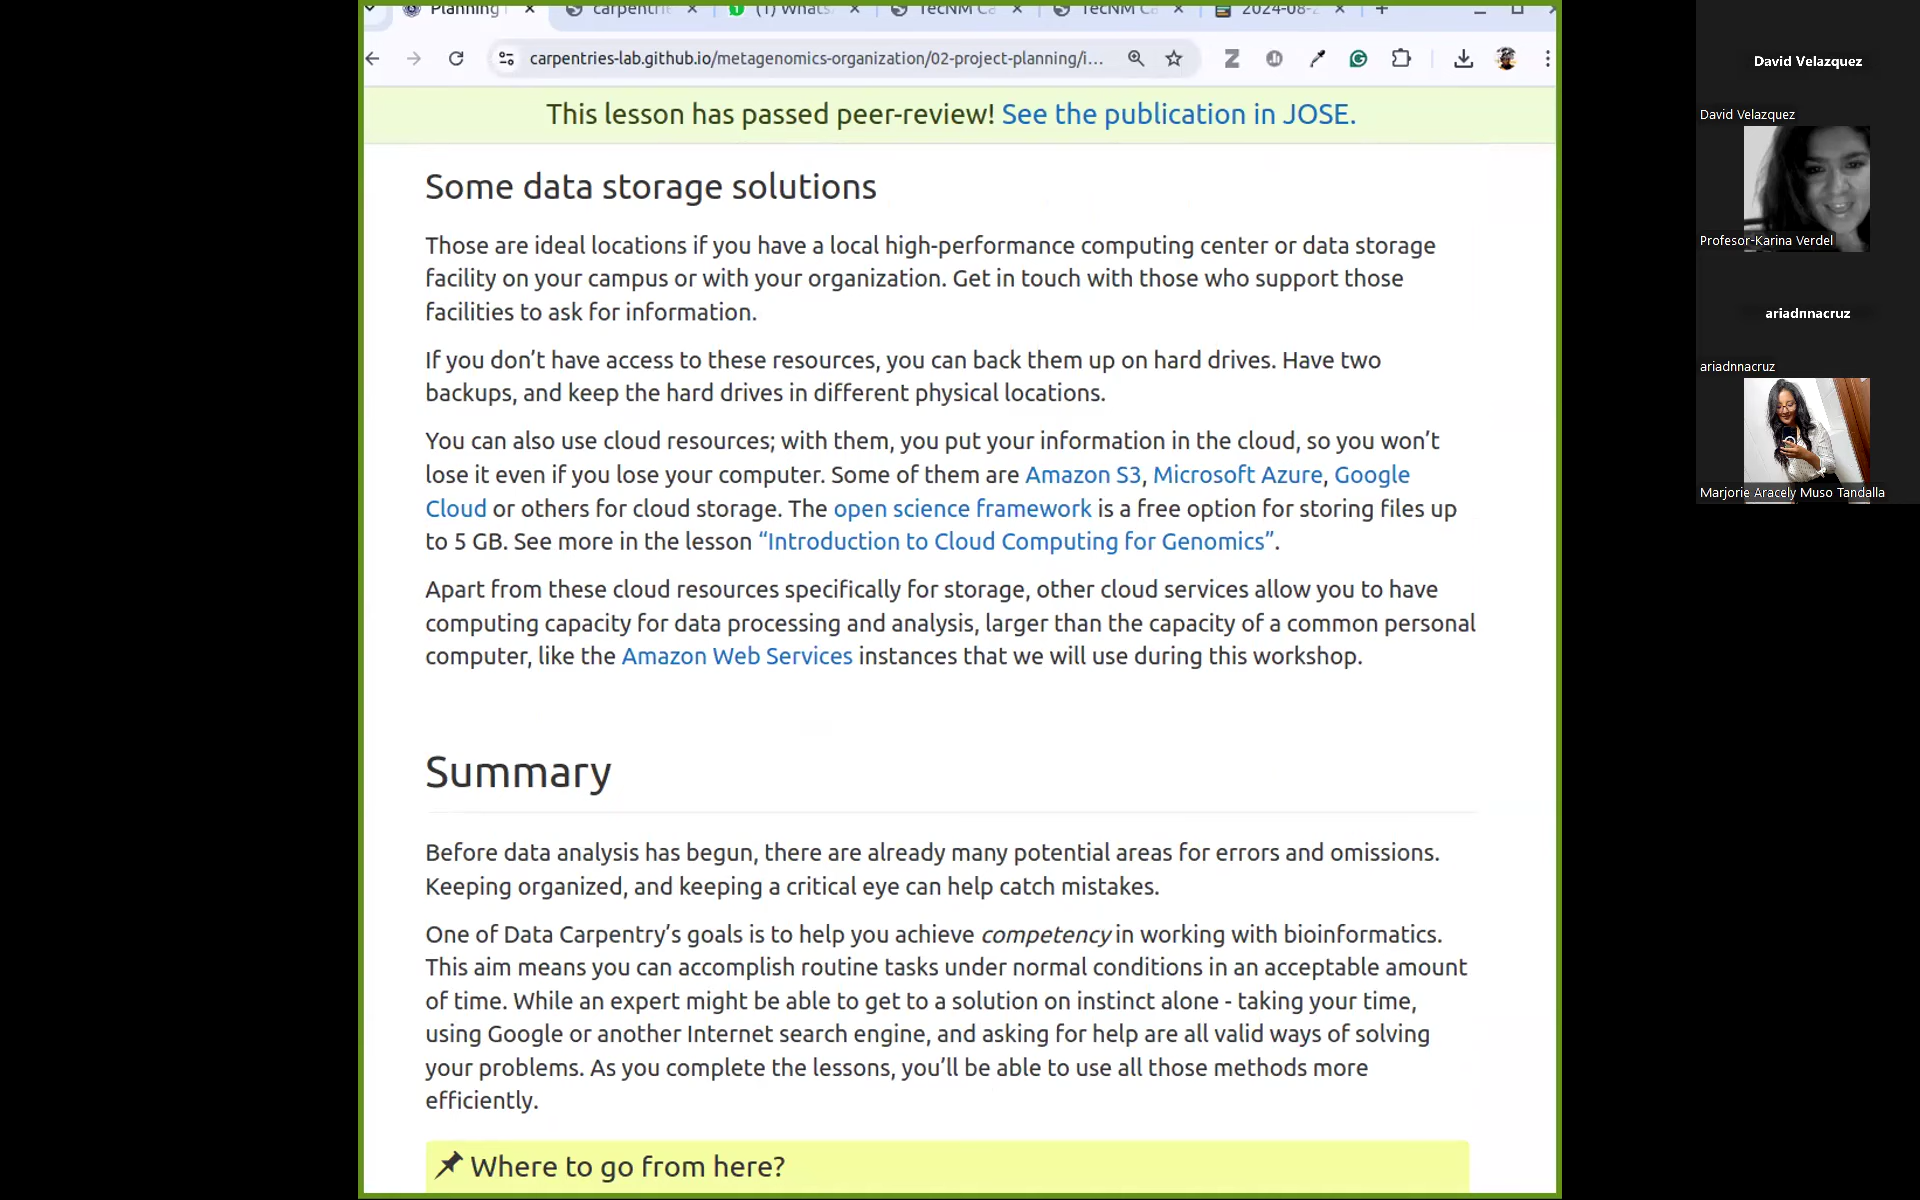 Planning
carpentrie
(1) Whats
TecNM Ca
TecNM Ca
2024-08-2
carpentries-lab.github.io/metagenomics-organization/02-project-planning/i...
This lesson has passed peer-review! See the publication in JOSE.
Some data storage solutions
Those are ideal locations if you have a local high-performance computing center or data storage
facility on your campus or with your organization. Get in touch with those who support those
facilities to ask for information.
If you don’t have access to these resources, you can back them up on hard drives. Have two
backups, and keep the hard drives in different physical locations.
You can also use cloud resources; with them, you put your information in the cloud, so you won’t
lose it even if you lose your computer. Some of them are Amazon S3, Microsoft Azure, Google
Cloud or others for cloud storage. The open science framework is a free option for storing files up
to 5 GB. See more in the lesson “Introduction to Cloud Computing for Genomics”.
Apart from these cloud resources specifically for storage, other cloud services allow you to have
computing capacity for data processing and analysis, larger than the capacity of a common personal
computer, like the Amazon Web Services instances that we will use during this workshop.
Summary
Before data analysis has begun, there are already many potential areas for errors and omissions.
Keeping organized, and keeping a critical eye can help catch mistakes.
One of Data Carpentry’s goals is to help you achieve competency in working with bioinformatics.
This aim means you can accomplish routine tasks under normal conditions in an acceptable amount
of time. While an expert might be able to get to a solution on instinct alone - taking your time,
using Google or another Internet search engine, and asking for help are all valid ways of solving
your problems. As you complete the lessons, you’ll be able to use all those methods more
efficiently.
Where to go from here?
David Velazquez
David Velazquez
Profesor-Karina Verdel
ariadnnacruz
ariadnnacruz
Marjorie Aracely Muso Tandalla